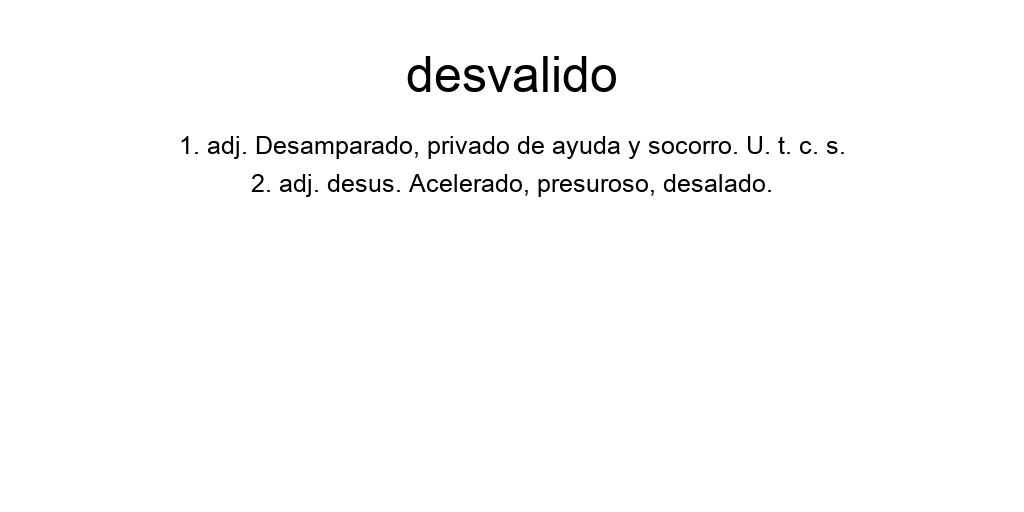 desvalido
1. adj. Desamparado, privado de ayuda y socorro. U. t. c. s.
2. adj. desus. Acelerado, presuroso, desalado.